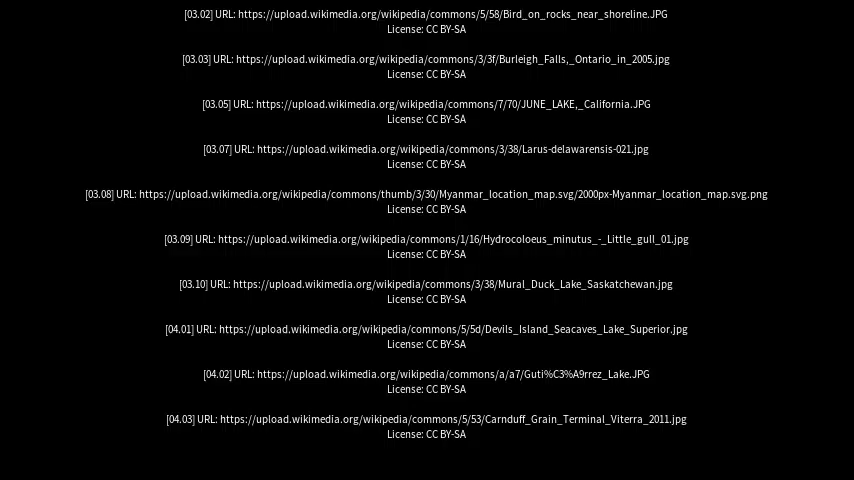 [03.02] URL: https://upload.wikimedia.org/wikipedia/commons/5/58/Bird_on_rocks_near_shoreline.JPG
License: CC BY-SA
[03.03] URL: https://upload.wikimedia.org/wikipedia/commons/3/3f/Burleigh_Falls,_Ontario_in_2005.jpg
License: CC BY-SA
[03.05] URL: https://upload.wikimedia.org/wikipedia/commons/7/70/JUNE_LAKE,_California.JPG
License: CC BY-SA
[03.07] URL: https://upload.wikimedia.org/wikipedia/commons/3/38/Larus-delawarensis-021.jpg
License: CC BY-SA
[03.08] URL: https://upload.wikimedia.org/wikipedia/commons/thumb/3/30/Myanmar_location_map.svg/2000px-Myanmar_location_map.svg.png
License: CC BY-SA
[03.09] URL: https://upload.wikimedia.org/wikipedia/commons/1/16/Hydrocoloeus_minutus_-_Little_gull_01.jpg
License: CC BY-SA
[03.10] URL: https://upload.wikimedia.org/wikipedia/commons/3/38/Mural_Duck_Lake_Saskatchewan.jpg
License: CC BY-SA
[04.01] URL: https://upload.wikimedia.org/wikipedia/commons/5/5d/Devils_Island_Seacaves_Lake_Superior.jpg
License: CC BY-SA
[04.02] URL: https://upload.wikimedia.org/wikipedia/commons/a/a7/Guti%C3%A9rrez_Lake.JPG
License: CC BY-SA
[04.03] URL: https://upload.wikimedia.org/wikipedia/commons/5/53/Carnduff_Grain_Terminal_Viterra_2011.jpg
License: CC BY-SA